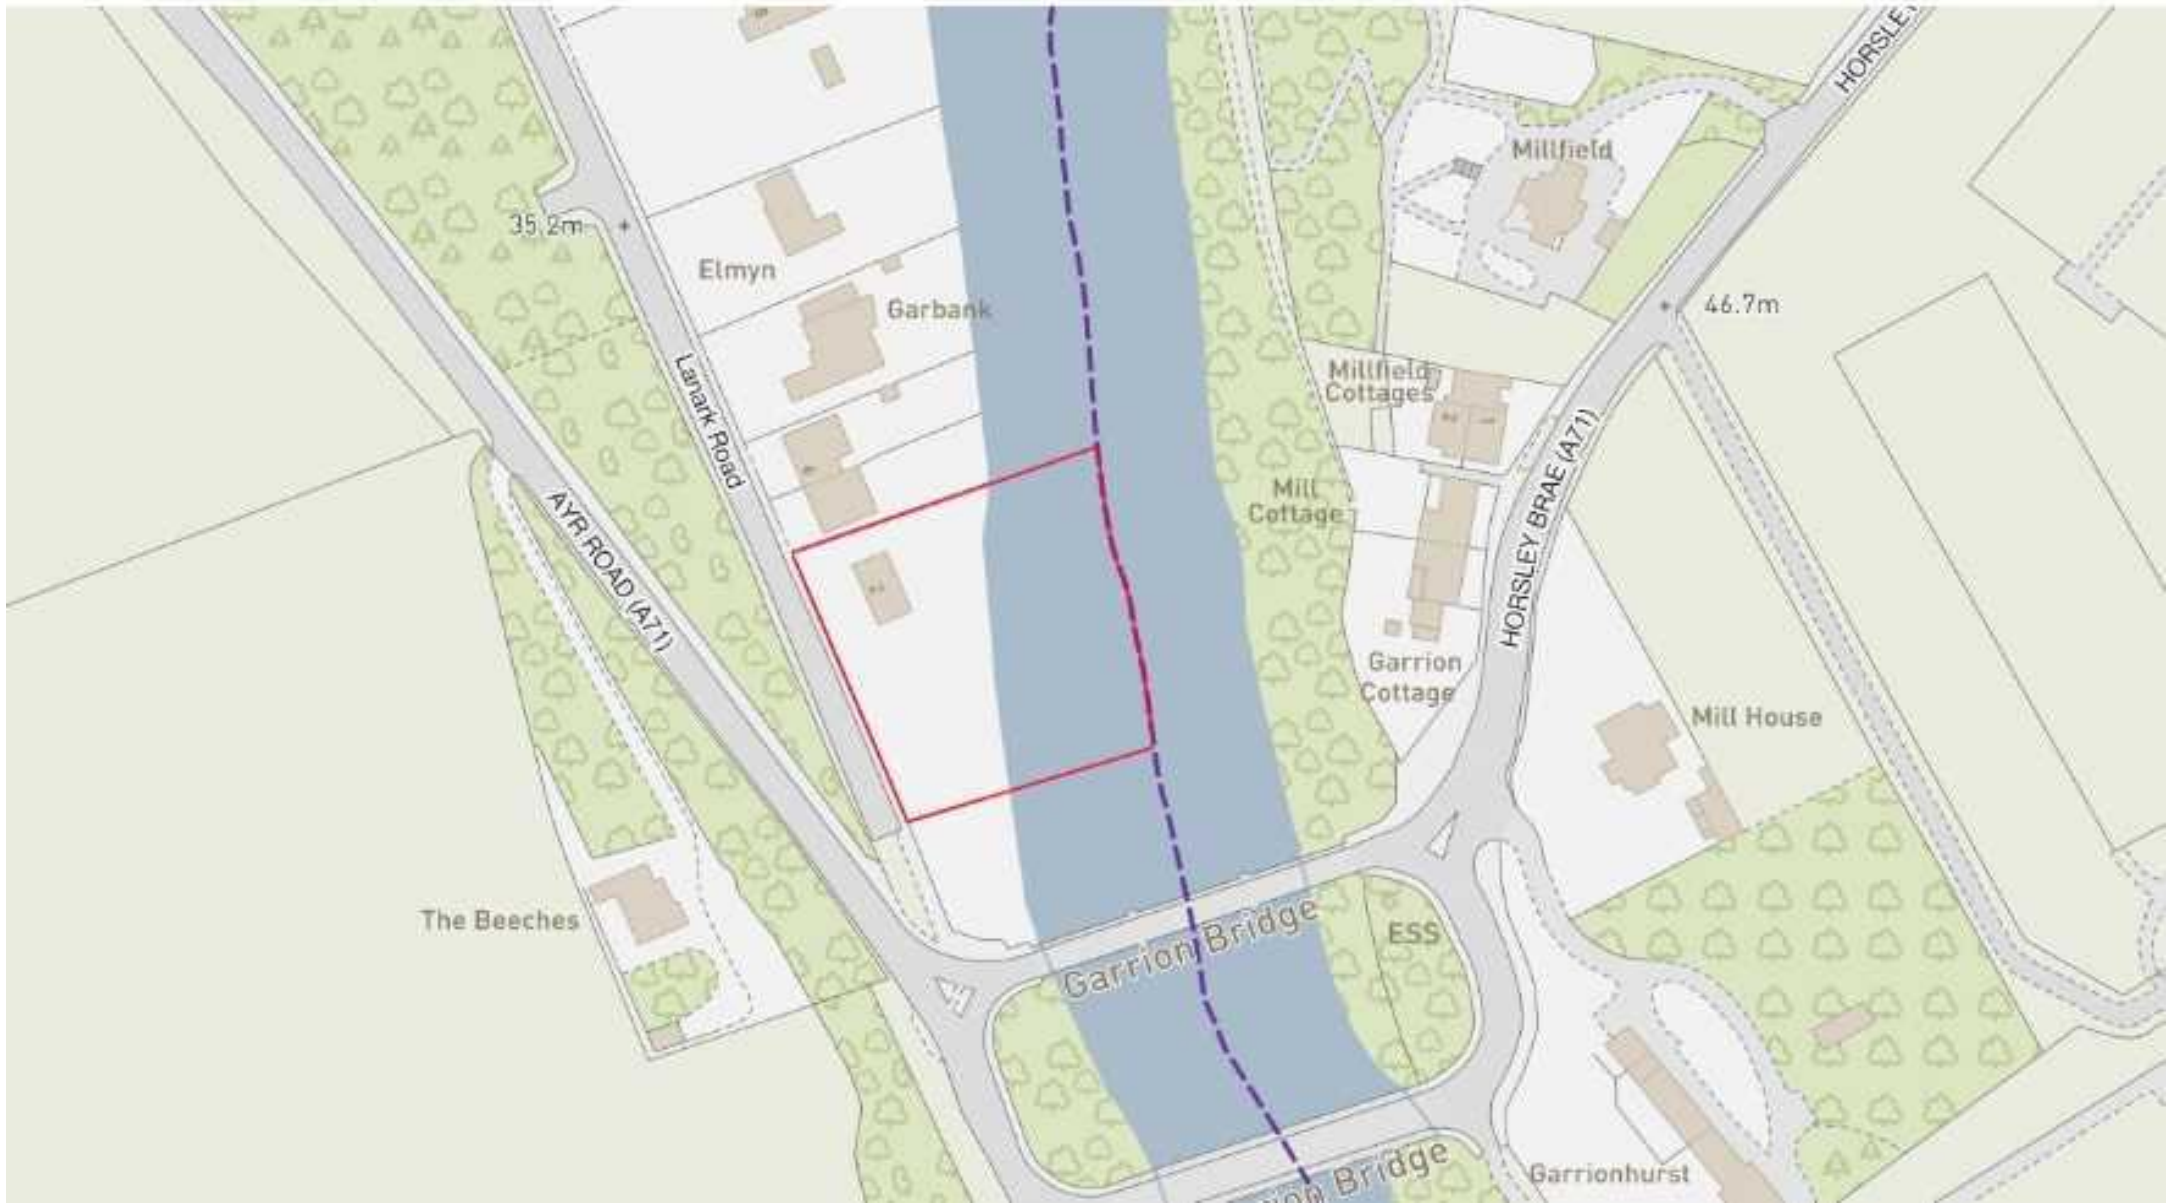 HORSLEY
Millfield
35.2m
Elmyn
Garbank
46.7m
Lanark Road
Millfield
Cottages
Mill
Cottage
AYR ROAD (A71)
HORSLEY BRAE (A71)
Garrion
Cottage
Mill House
The Beeches
Garrion Bridge
ESS
Garrion Bridge
Garrionhurst